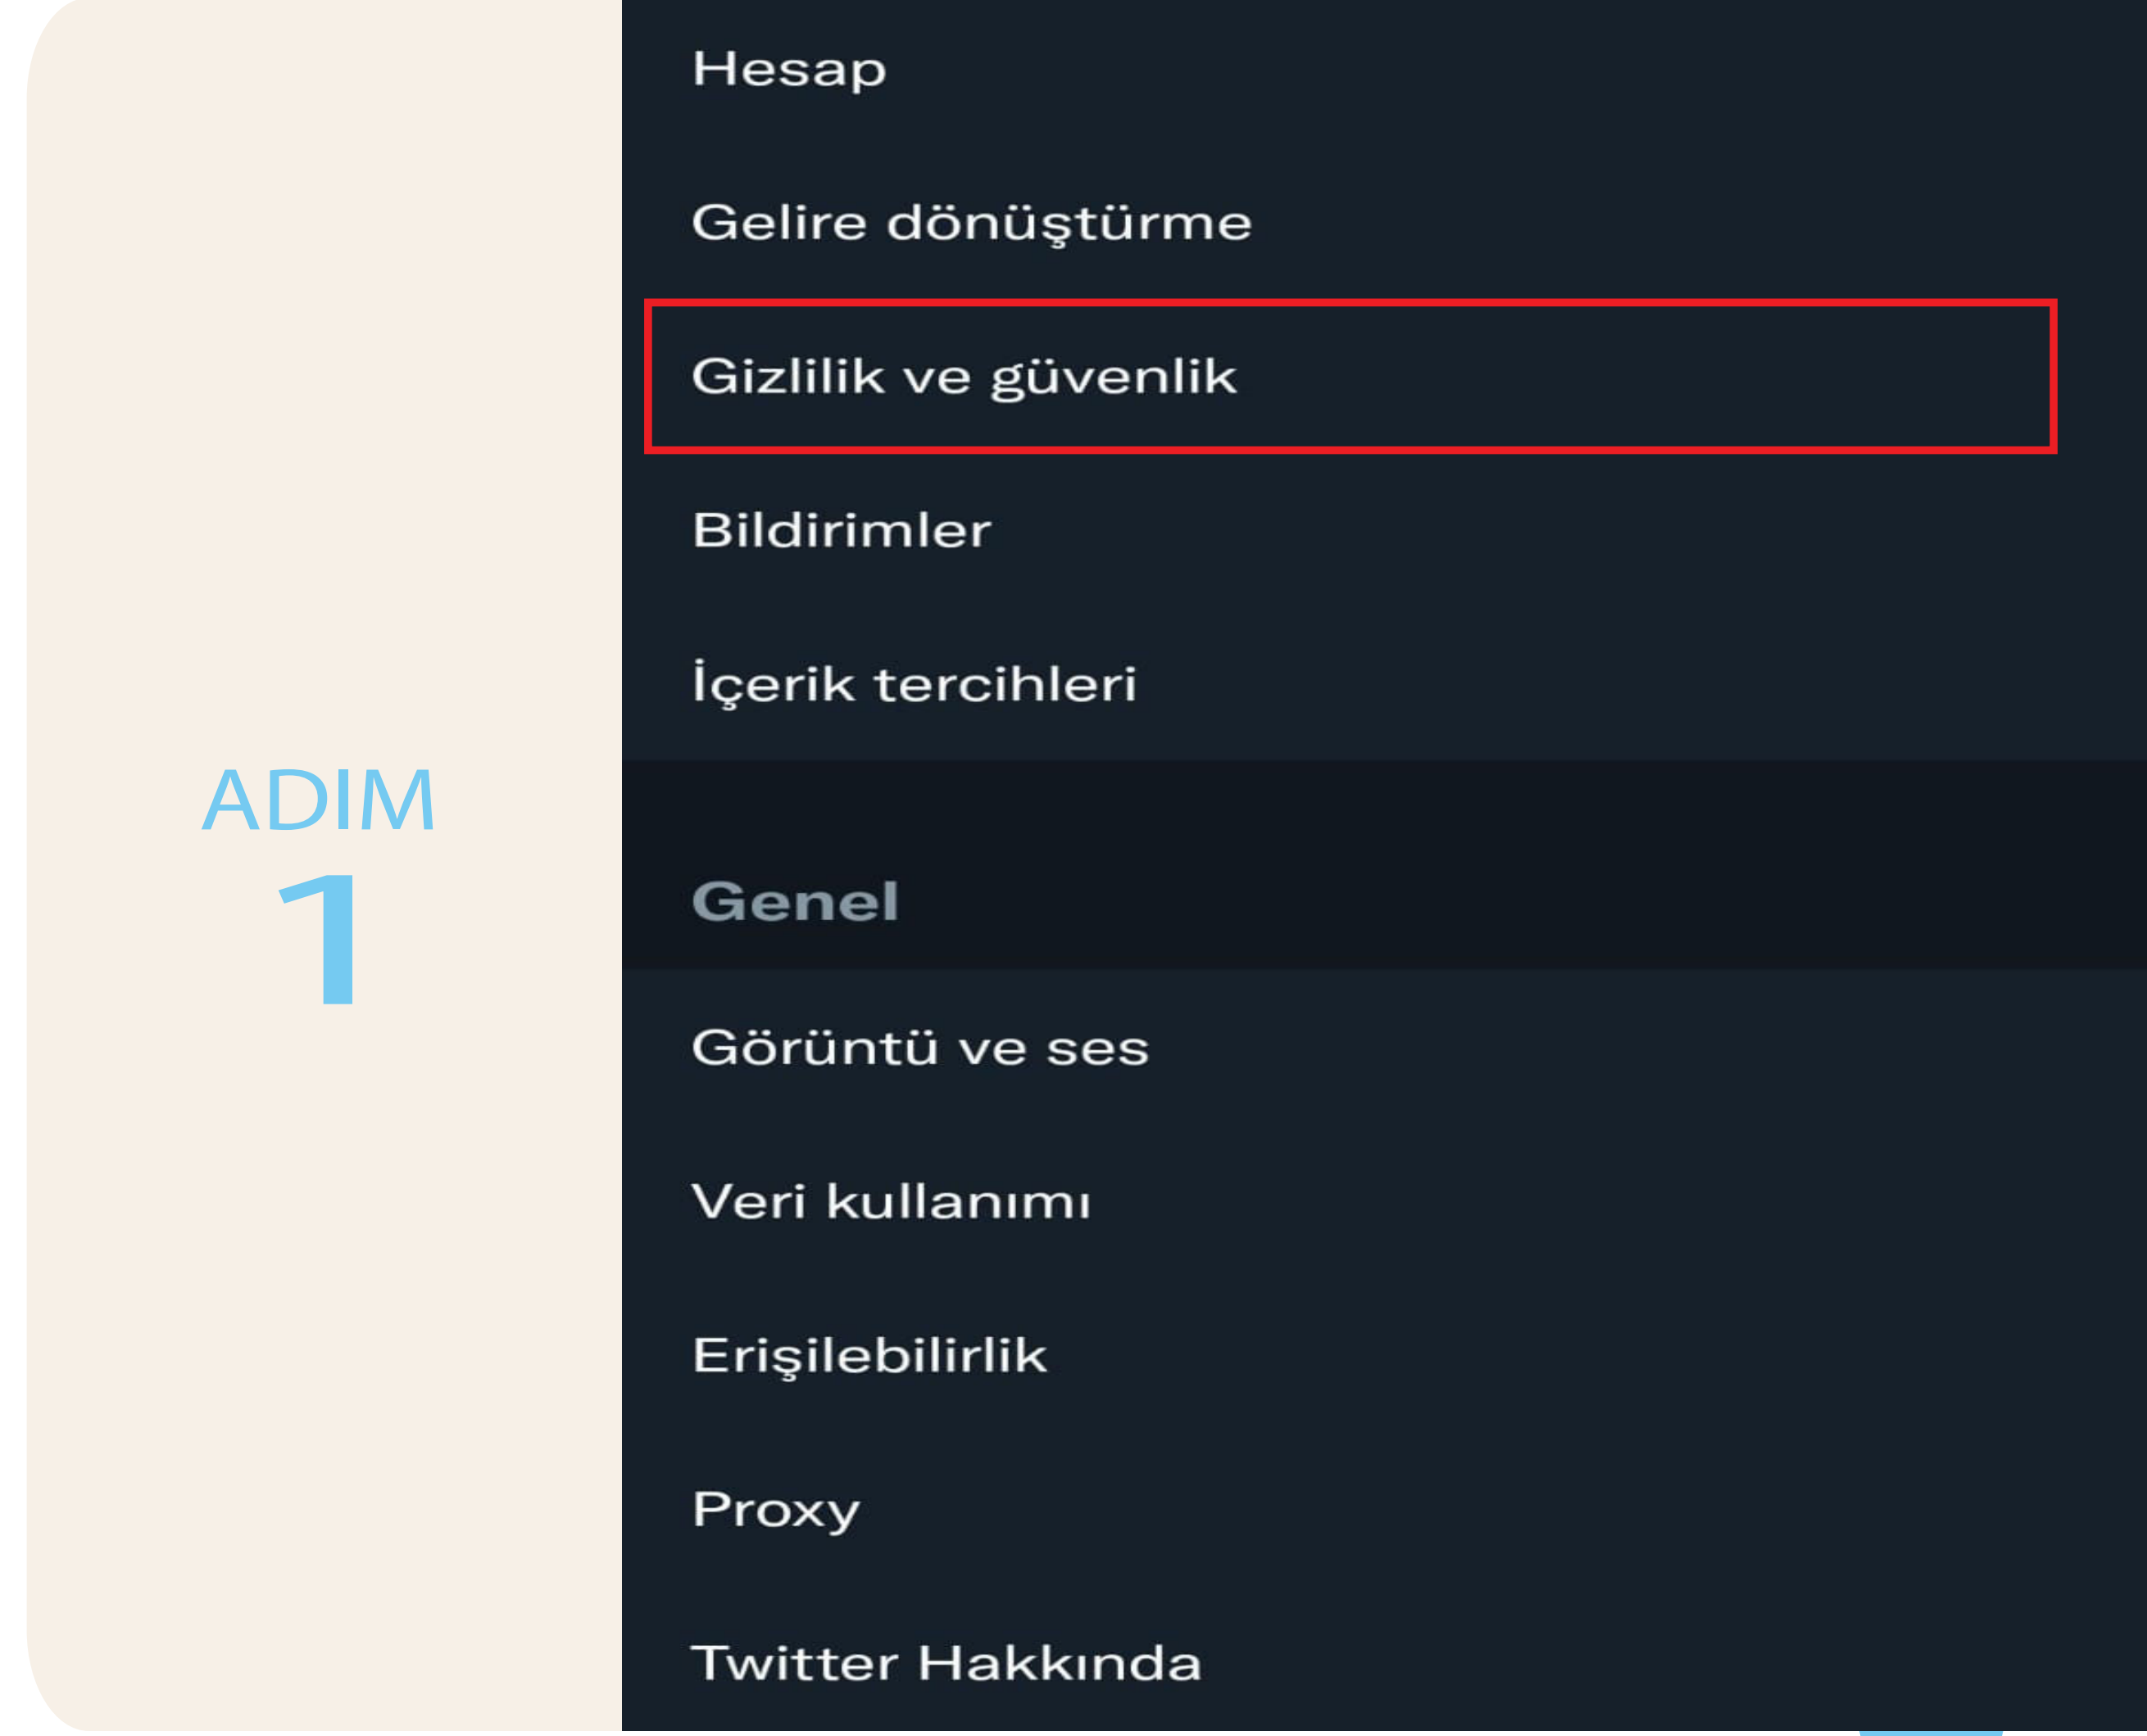 ADIM
1
Hesap
Gelire dönüştürme
Gizlilik ve güvenlik
Bildirimler
İçerik tercihleri
Genel
Görüntü ve ses
Veri kullanımı
Erişilebilirlik
Proxy
Twitter Hakkında